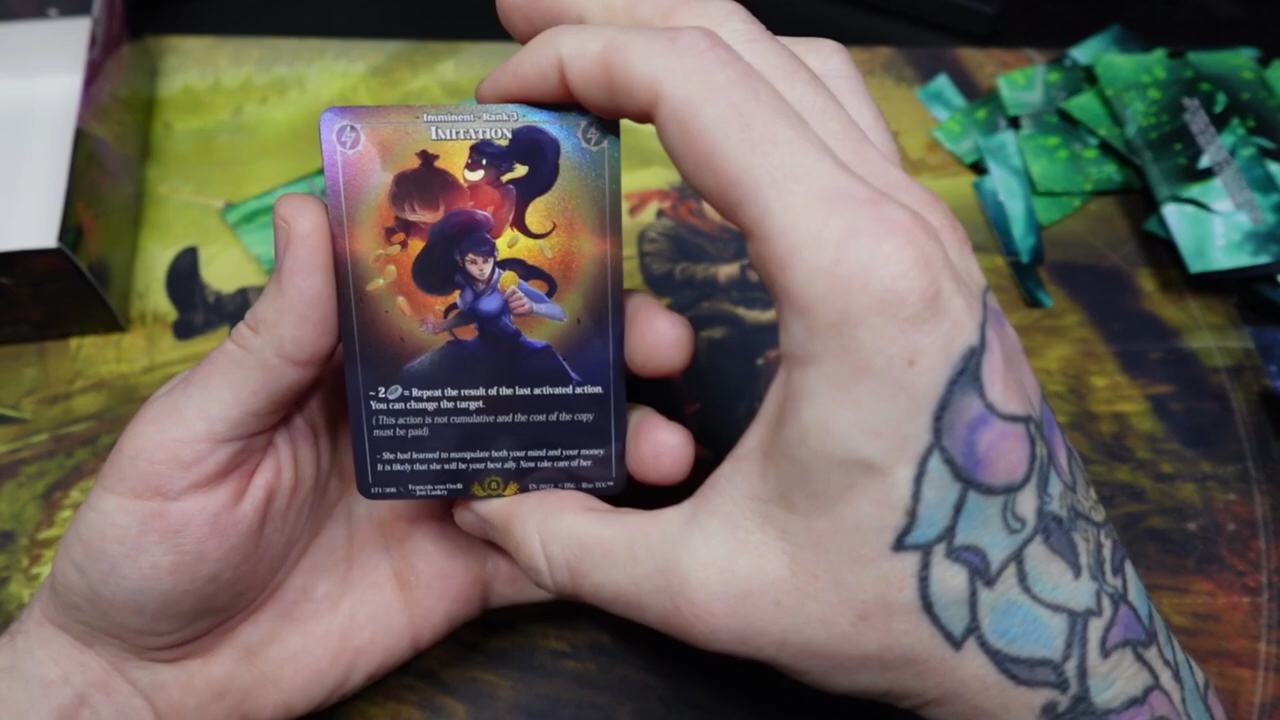 Imminent - Rank 3
IMITATION
~ 2 = Repeat the result of the last activated action.
You can change the target.
( This action is not cumulative and the cost of the copy
must be paid).
- She had learned to manipulate both your mind and your money.
It is likely that she will be your best ally. Now take care of her.
171/306
EN 2022